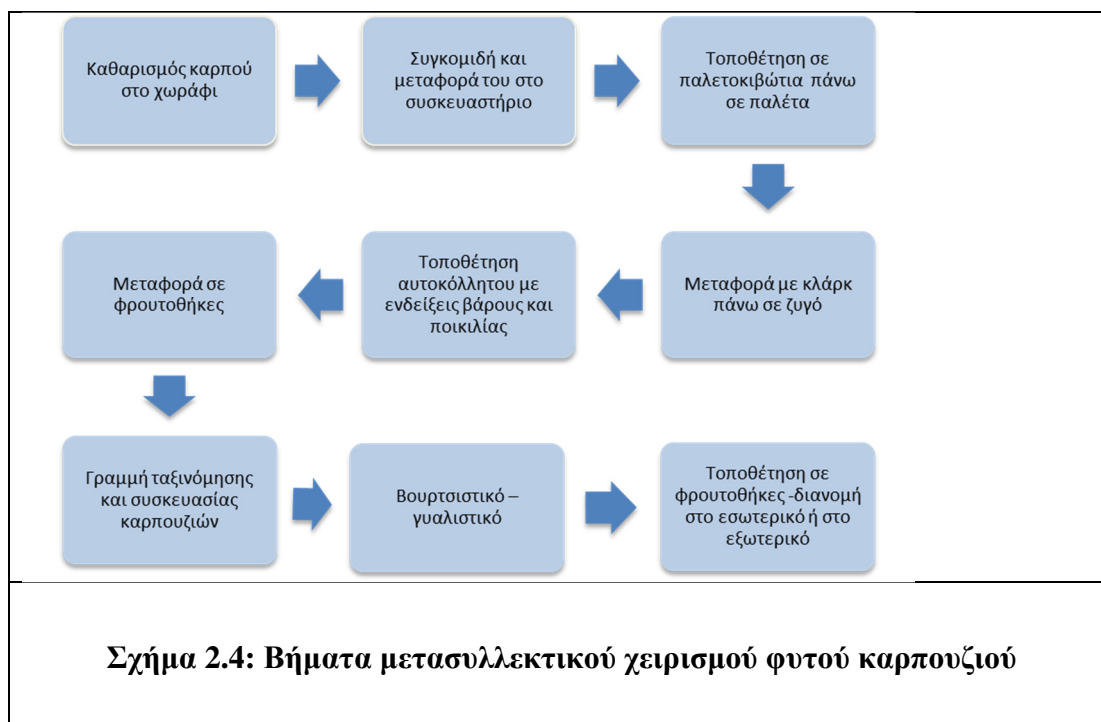 Καθαρισμός καρπού
στο χωράφι
Συγκομιδή και
μεταφορά του στο
συσκευαστήριο
Τοποθέτηση σε
παλετοκιβώτια πάνω
σε παλέτα
Μεταφορά με κλάρκ
πάνω σε ζυγό
Τοποθέτηση
αυτοκόλλητου με
ενδείξεις βάρους και
ποικιλίας
Μεταφορά σε
φρουτοθήκες
Γραμμή ταξινόμησης
και συσκευασίας
καρπουζιών
Βουρτσιστικό –
γυαλιστικό
Τοποθέτηση σε
φρουτοθήκες -διανομή
στο εσωτερικό ή στο
εξωτερικό
Σχήμα 2.4: Βήματα μετασυλλεκτικού χειρισμού φυτού καρπουζιού